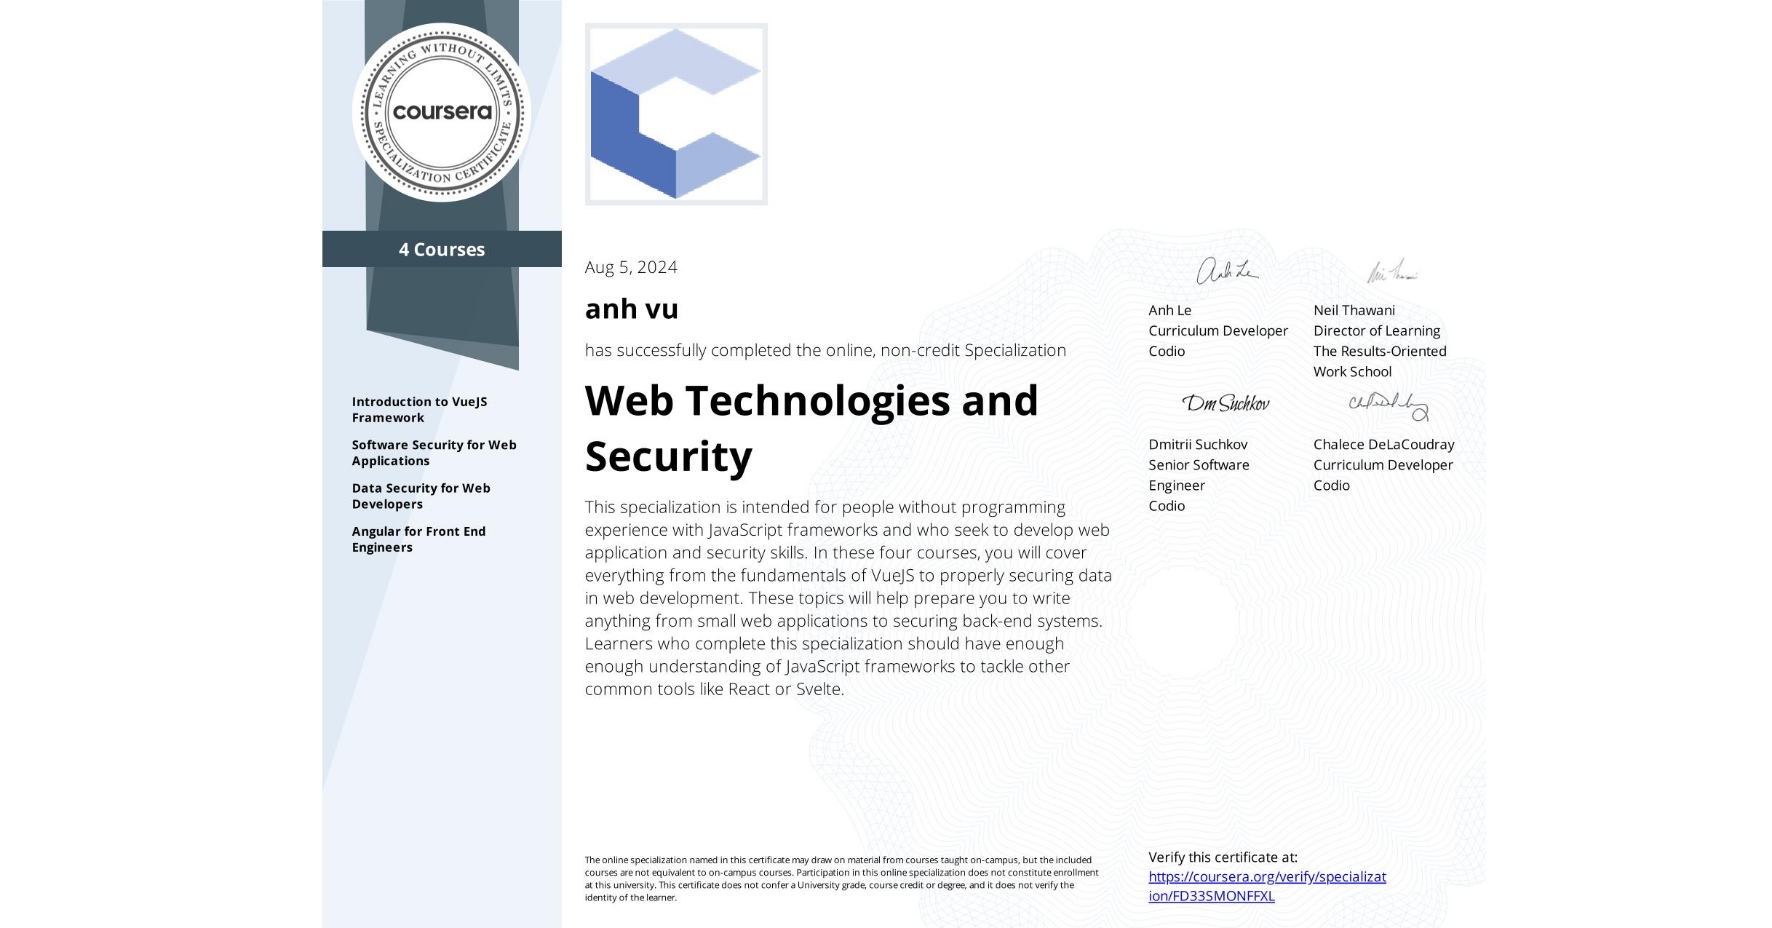 LEARNING WITHOUT LIMITS
coursera
SPECIALIZATION CERTIFICATE
4 Courses
Introduction to VueJS
Framework
Software Security for Web
Applications
Data Security for Web
Developers
Angular for Front End
Engineers
Aug 5, 2024
anh vu
has successfully completed the online, non-credit Specialization
Web Technologies and
Security
This specialization is intended for people without programming
experience with JavaScript frameworks and who seek to develop web
application and security skills. In these four courses, you will cover
everything from the fundamentals of VueJS to properly securing data
in web development. These topics will help prepare you to write
anything from small web applications to securing back-end systems.
Learners who complete this specialization should have enough
enough understanding of JavaScript frameworks to tackle other
common tools like React or Svelte.
Anh Le
Anh Le
Curriculum Developer
Codio
Neil Thawani
Director of Learning
The Results-Oriented
Work School
Dm Suchkov
Dmitrii Suchkov
Senior Software
Engineer
Codio
Chalece DeLaCoudray
Curriculum Developer
Codio
The online specialization named in this certificate may draw on material from courses taught on-campus, but the included
courses are not equivalent to on-campus courses. Participation in this online specialization does not constitute enrollment
at this university. This certificate does not confer a University grade, course credit or degree, and it does not verify the
identity of the learner.
Verify this certificate at:
https://coursera.org/verify/specializat
ion/FD33SMONFFXL